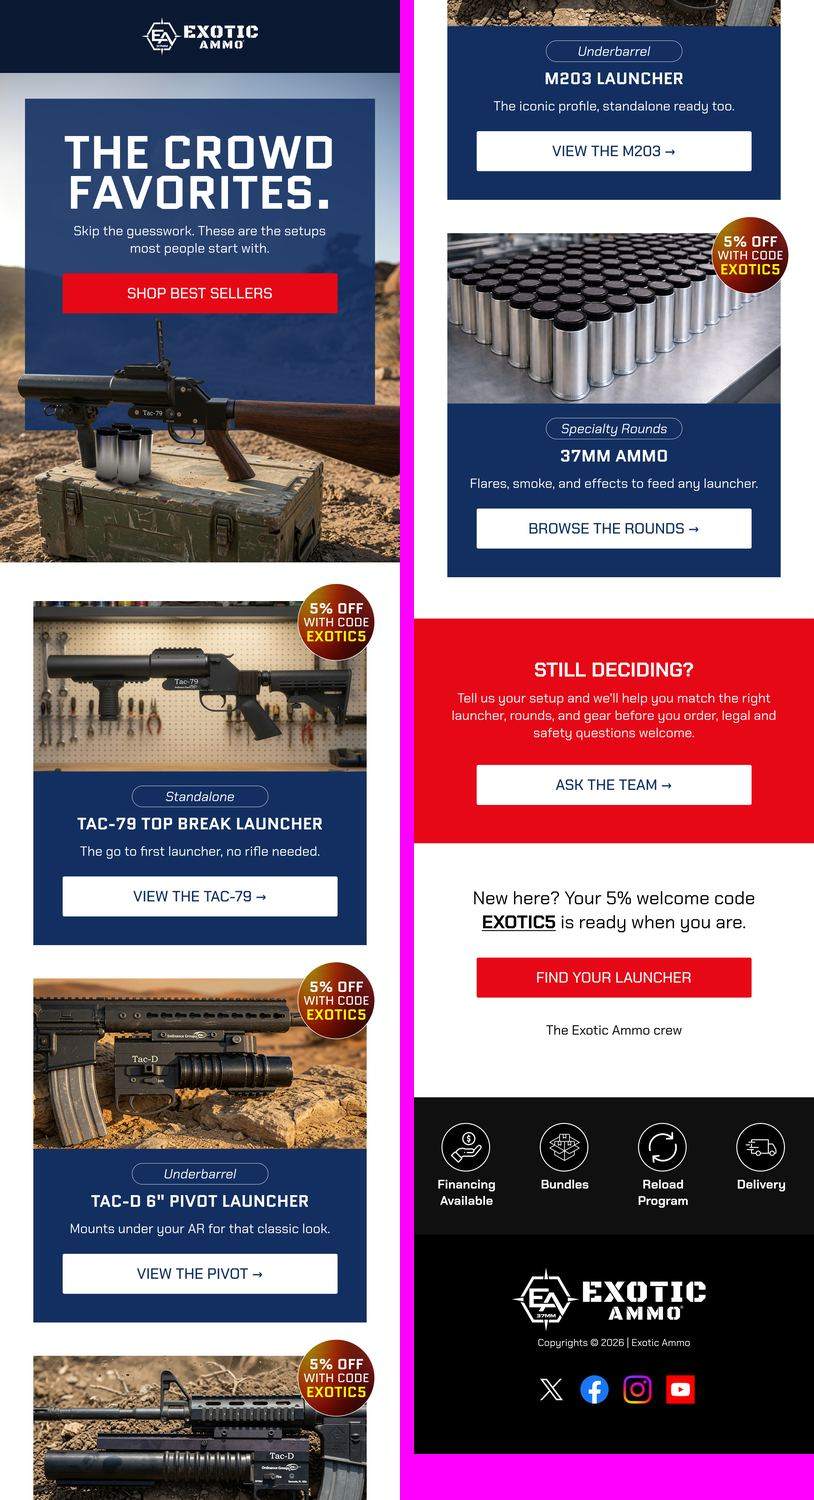 EXOTIC
AMMO
EA
THE CROWD
FAVORITES.
Skip the guesswork. These are the setups
most people start with.
SHOP BEST SELLERS
Tac-79
5% OFF
WITH CODE
EXOTIC5
Tac-79
Standalone
TAC-79 TOP BREAK LAUNCHER
The go to first launcher, no rifle needed.
VIEW THE TAC-79 →
5% OFF
WITH CODE
EXOTIC5
Ordnance Group
Tac-D
Underbarrel
TAC-D 6" PIVOT LAUNCHER
Mounts under your AR for that classic look.
VIEW THE PIVOT →
5% OFF
WITH CODE
EXOTIC5
Tac-D
Underbarrel
M203 LAUNCHER
The iconic profile, standalone ready too.
VIEW THE M203 →
5% OFF
WITH CODE
EXOTIC5
Specialty Rounds
37MM AMMO
Flares, smoke, and effects to feed any launcher.
BROWSE THE ROUNDS →
STILL DECIDING?
Tell us your setup and we'll help you match the right
launcher, rounds, and gear before you order, legal and
safety questions welcome.
ASK THE TEAM →
New here? Your 5% welcome code
EXOTIC5 is ready when you are.
FIND YOUR LAUNCHER
The Exotic Ammo crew
Financing
Available
Bundles
Reload
Program
Delivery
EA
37MM
EXOTIC
AMMO
Copyrights © 2026 | Exotic Ammo